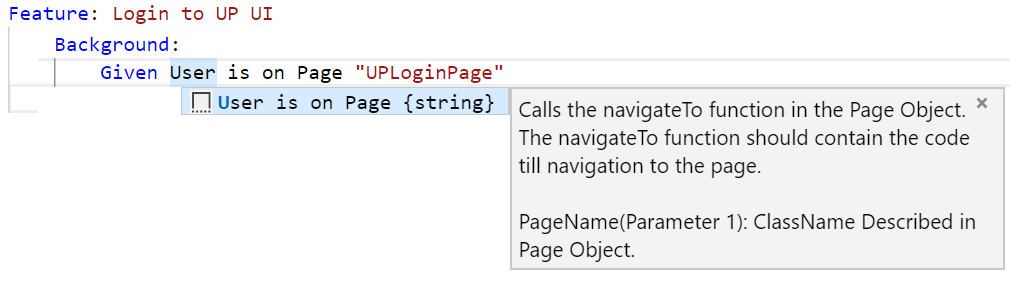 Feature: Login to UP UI
Background:
Given User is on Page "UPLoginPage"
User is on Page {string}
Calls the navigateTo function in the Page Object. ×
The navigateTo function should contain the code
till navigation to the page.
PageName(Parameter 1): ClassName Described in
Page Object.